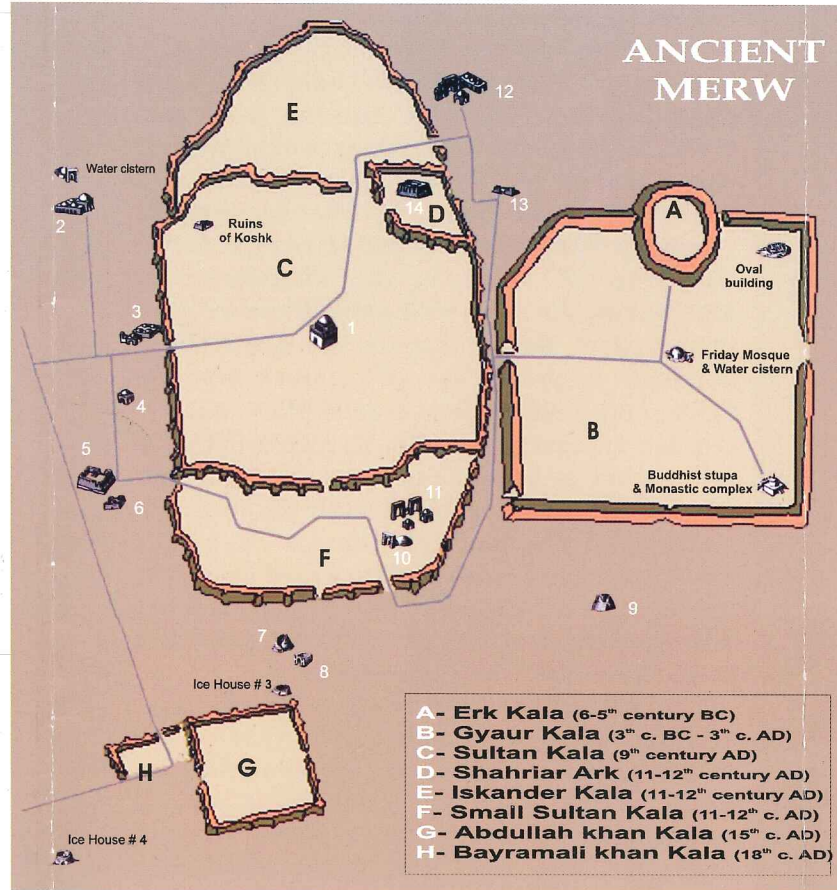 ANCIENT
MERW
12
E
Water cistern
2
14
D
13
A
Ruins
of Koshk
C
Oval
building
3
1
Friday Mosque
& Water cistern
4
B
5
Buddhist stupa
& Monastic complex
6
11
10
F
9
7
8
Ice House # 3
H
G
Ice House # 4
A- Erk Kala (6-5th century BC)
B- Gyaur Kala (3th c. BC - 3th c. AD)
C- Sultan Kala (9th century AD)
D- Shahriar Ark (11-12th century AD)
E- Iskander Kala (11-12th century AD)
F- Small Sultan Kala (11-12th c. AD)
G- Abdullah khan Kala (15th c. AD)
H- Bayramali khan Kala (18th c. AD)